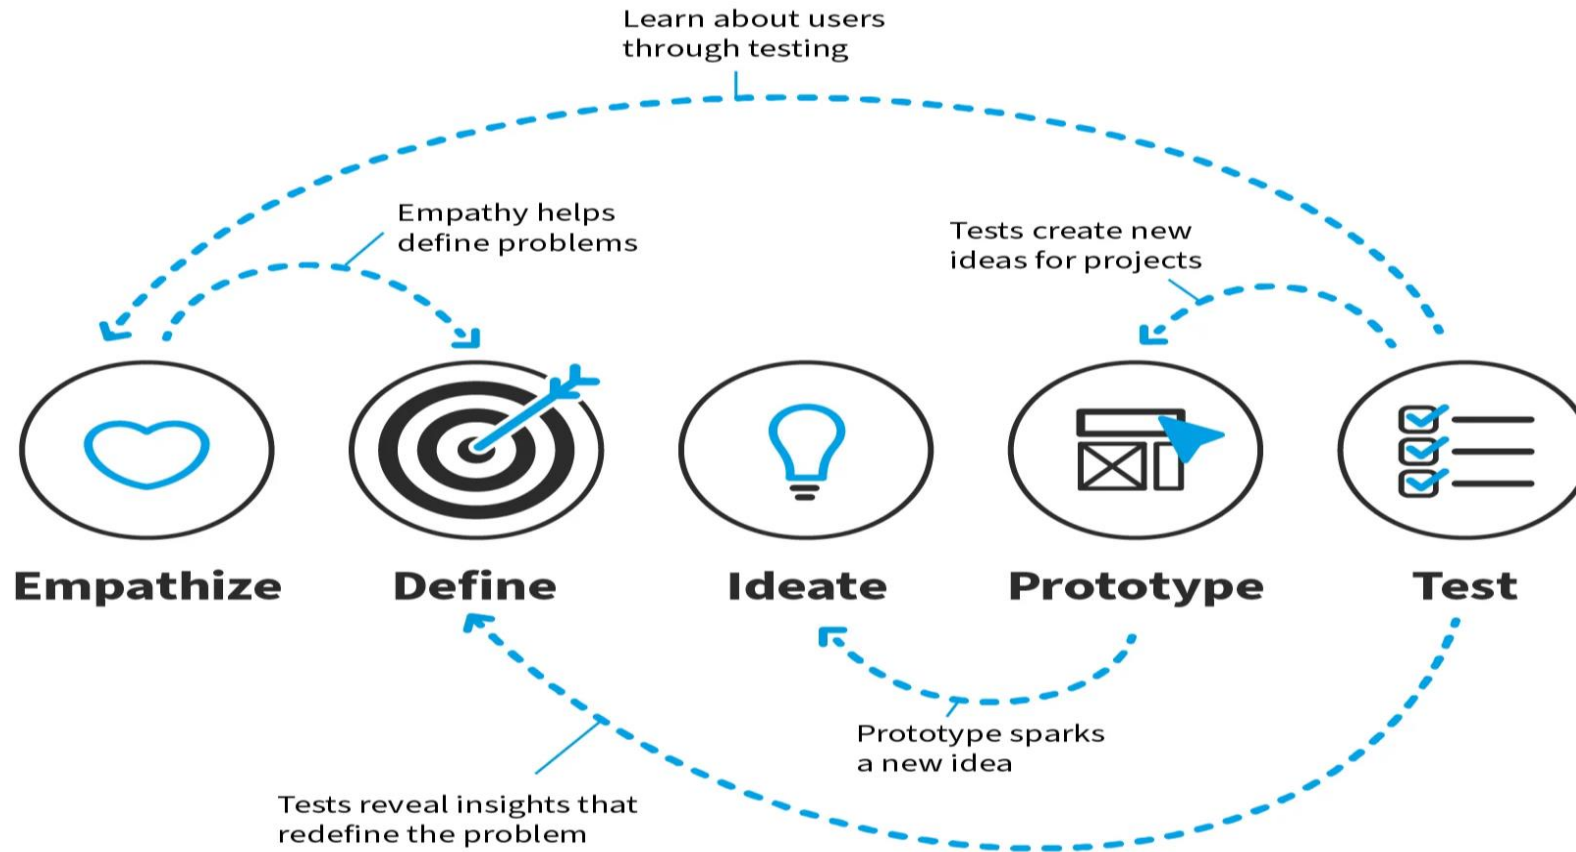 Learn about users
through testing
Empathy helps
define problems
Tests create new
ideas for projects
Empathize
Define
Ideate
Prototype
Test
Prototype sparks
a new idea
Tests reveal insights that
redefine the problem